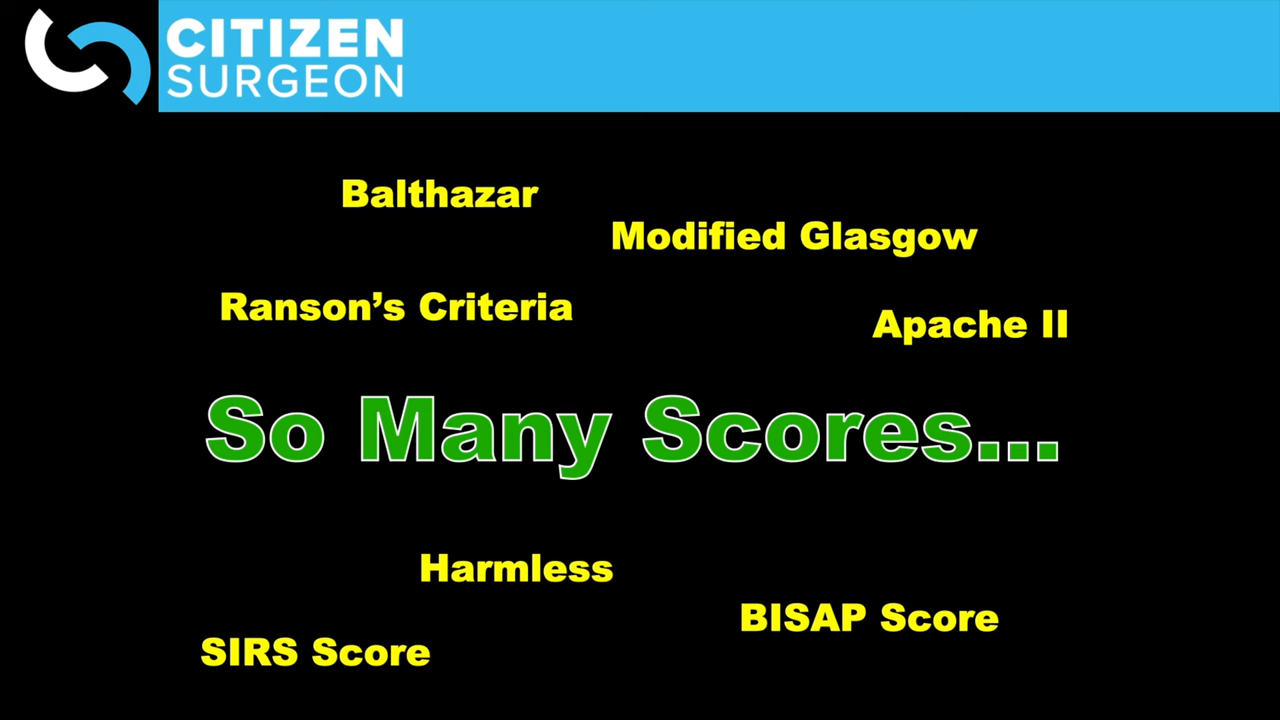 CITIZEN
SURGEON
Balthazar
Modified Glasgow
Ranson’s Criteria
Apache II
So Many Scores...
Harmless
BISAP Score
SIRS Score